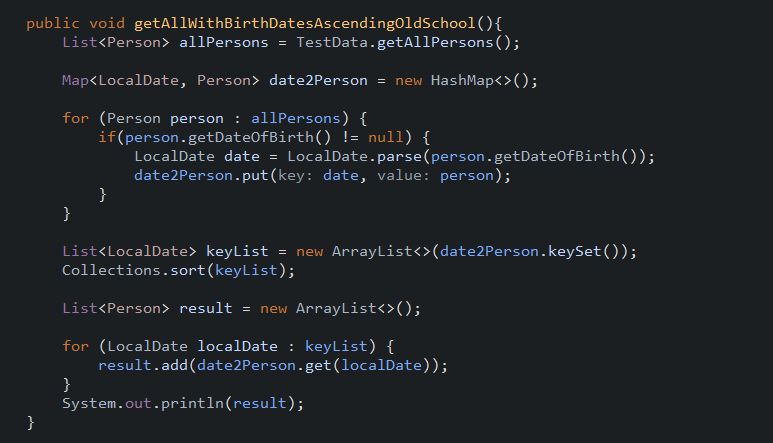 public void getAllWithBirthDatesAscendingOldSchool(){
    List<Person> allPersons = TestData.getAllPersons();

    Map<LocalDate, Person> date2Person = new HashMap<>();

    for (Person person : allPersons) {
        if(person.getDateOfBirth() != null) {
            LocalDate date = LocalDate.parse(person.getDateOfBirth());
            date2Person.put(key: date, value: person);
        }
    }

    List<LocalDate> keyList = new ArrayList<>(date2Person.keySet());
    Collections.sort(keyList);

    List<Person> result = new ArrayList<>();

    for (LocalDate localDate : keyList) {
        result.add(date2Person.get(localDate));
    }
    System.out.println(result);
}